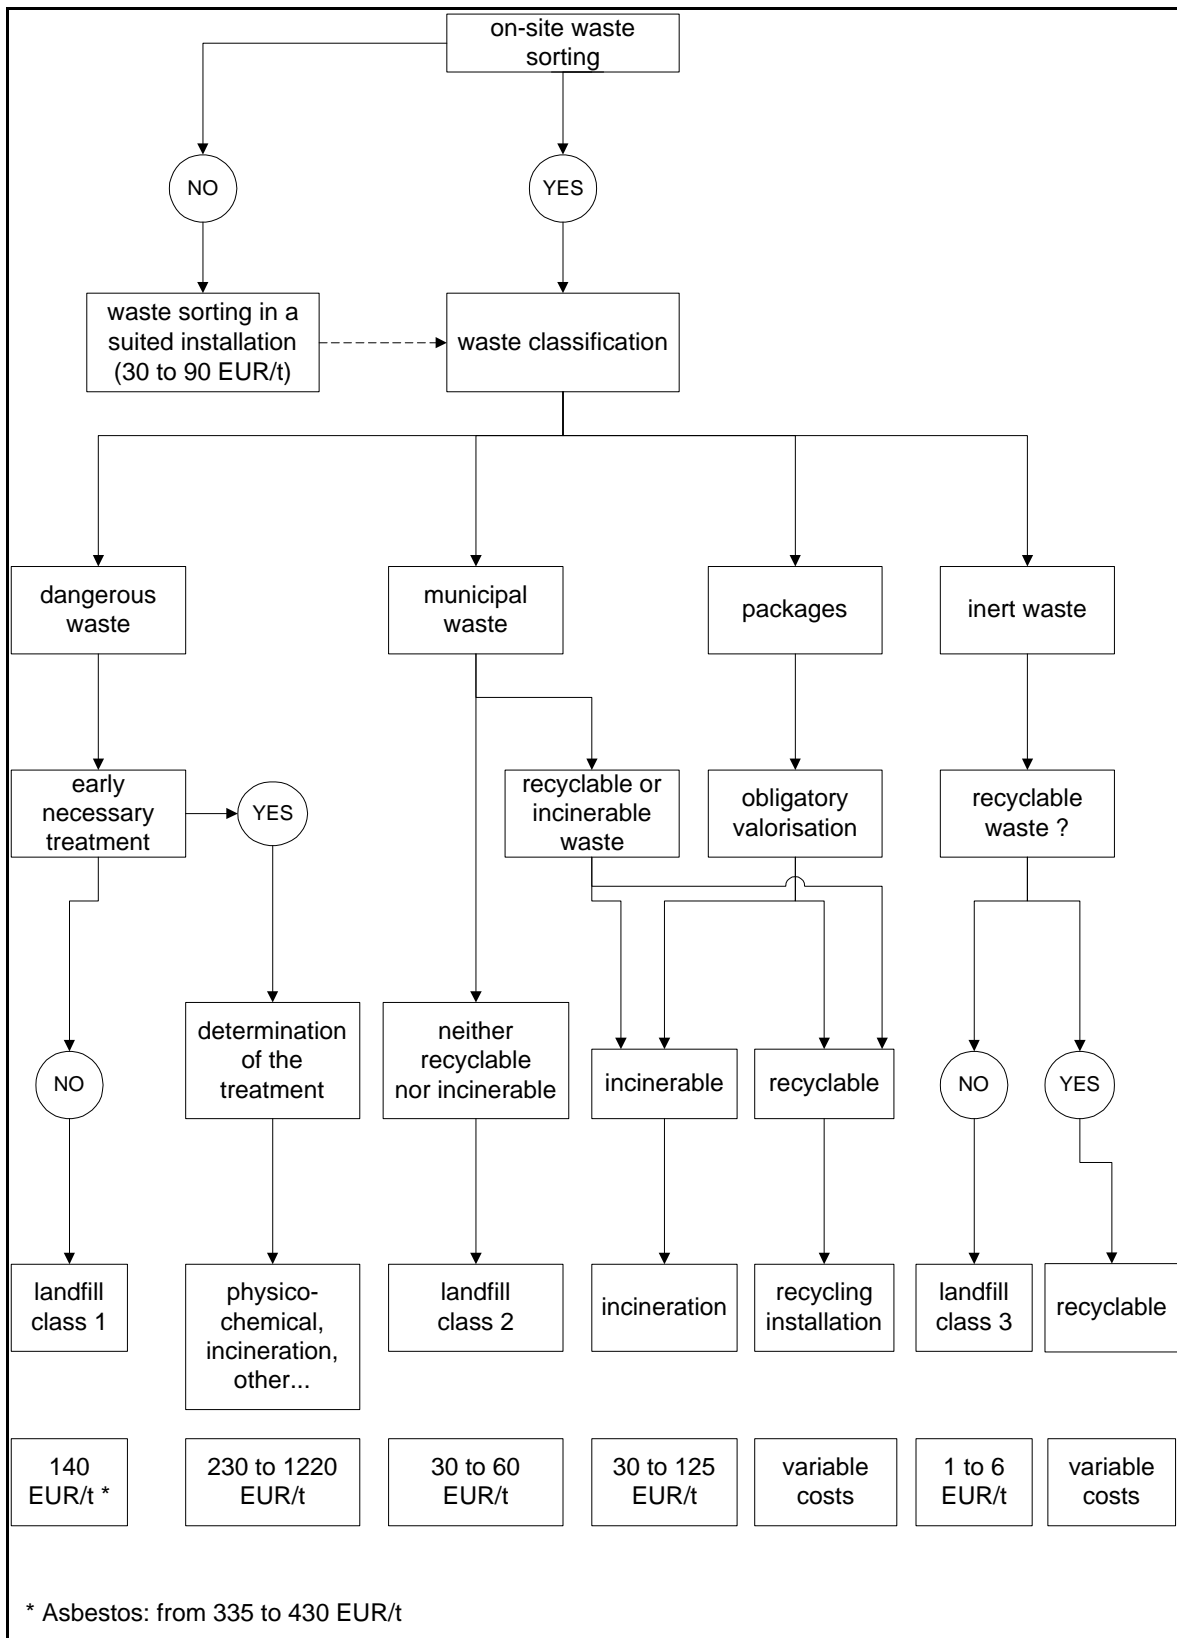 on-site waste
sorting
NO
YES
waste sorting in a
suited installation
(30 to 90 EUR/t)
waste classification
dangerous
waste
municipal
waste
packages
inert waste
early
necessary
treatment
YES
recyclable or
incinerable
waste
obligatory
valorisation
recyclable
waste ?
NO
determination
of the
treatment
neither
recyclable
nor incinerable
incinerable
recyclable
NO
YES
landfill
class 1
physico-
chemical,
incineration,
other...
landfill
class 2
incineration
recycling
installation
landfill
class 3
recyclable
140
EUR/t *
230 to 1220
EUR/t
30 to 60
EUR/t
30 to 125
EUR/t
variable
costs
1 to 6
EUR/t
variable
costs
* Asbestos: from 335 to 430 EUR/t